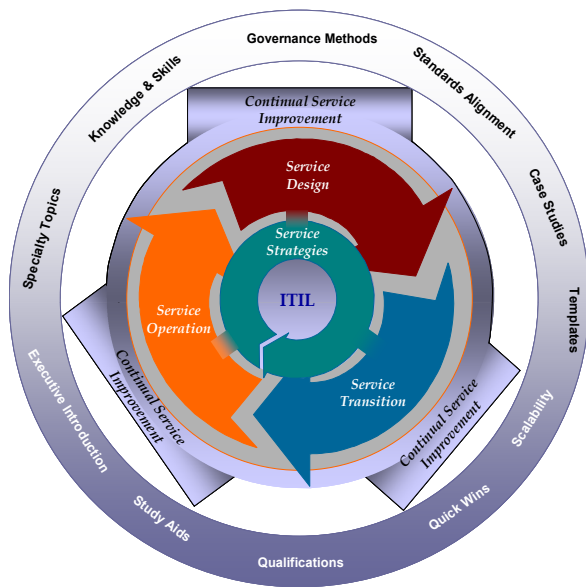 Governance Methods
Standards Alignment
Case Studies
Templates
Scalability
Quick Wins
Qualifications
Study Aids
Executive Introduction
Specialty Topics
Knowledge & Skills
Continual Service
Improvement
Service
Design
Service
Strategies
ITIL
Service
Operation
Service
Transition
Continual Service
Improvement
Continual Service
Improvement